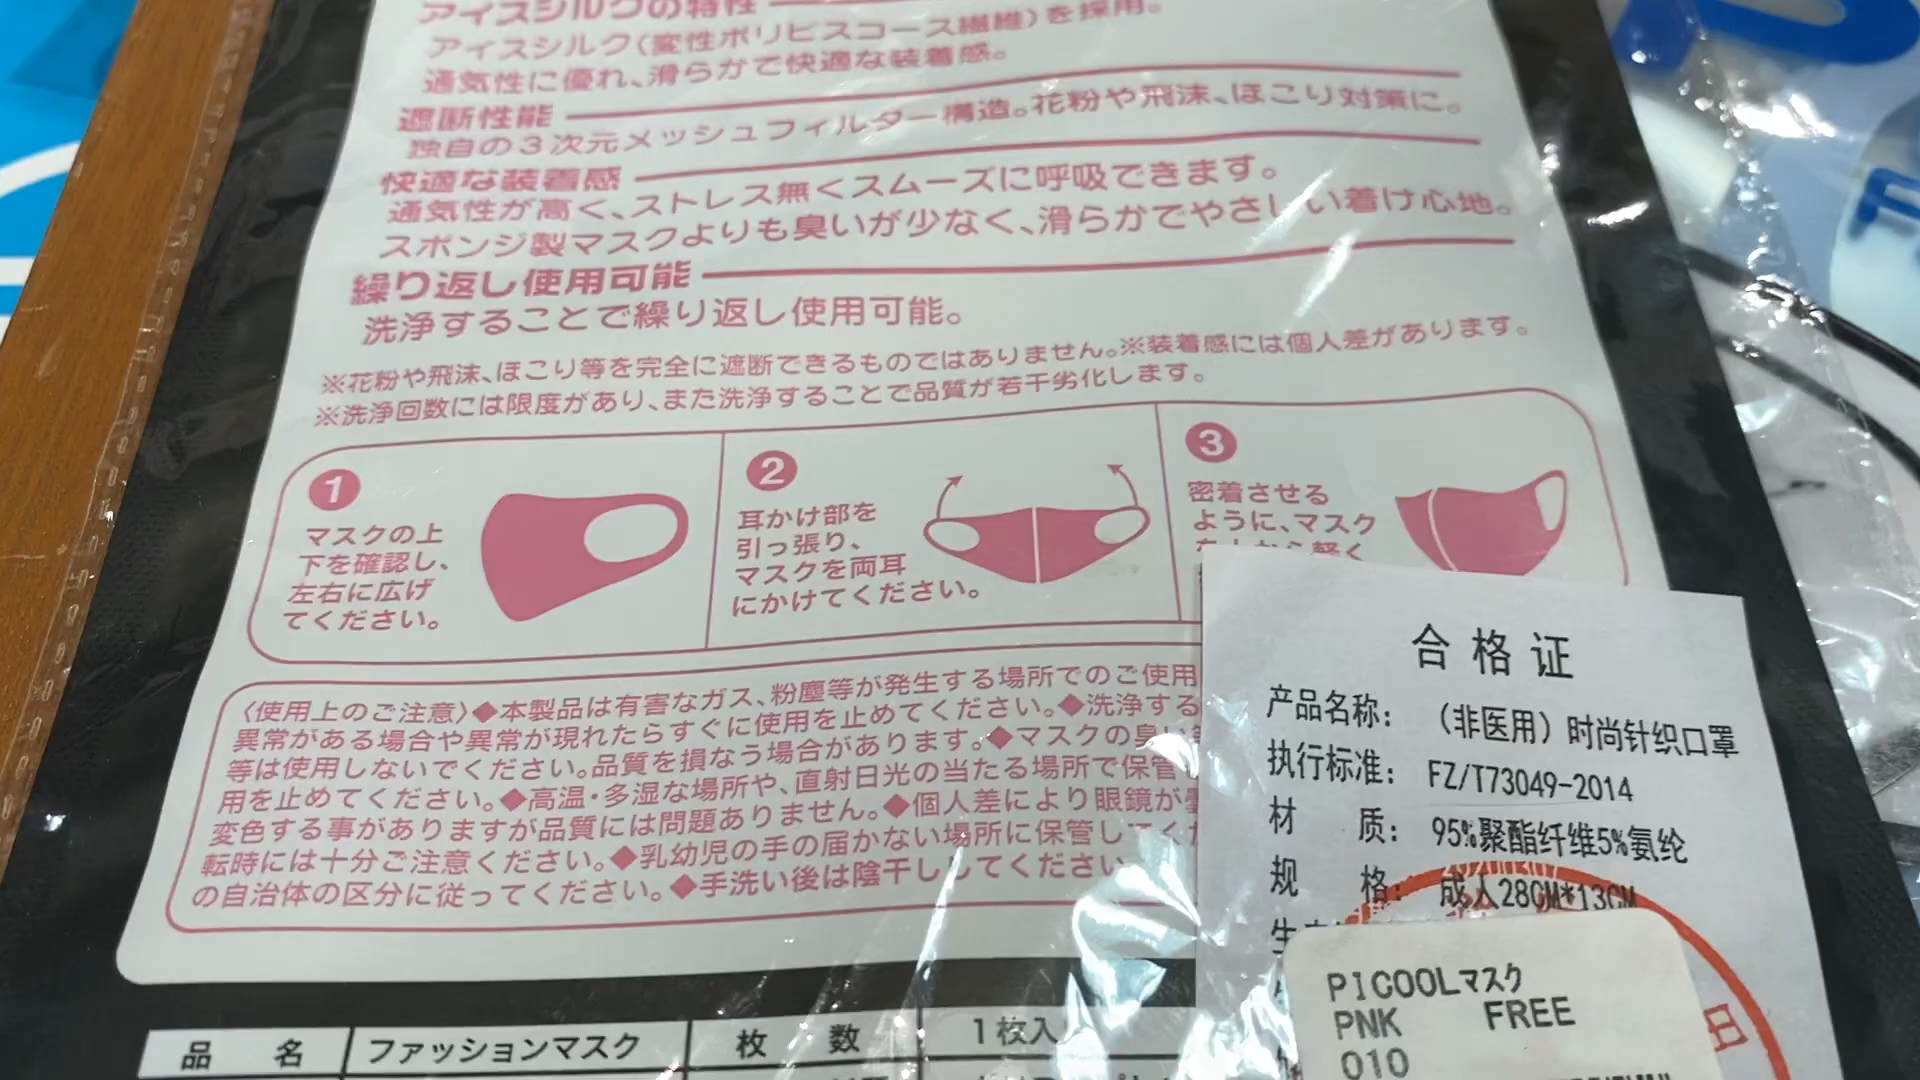 アイスシルクの特性
アイスシルク(変性ポリビスコース繊維)を採用。
通気性に優れ、滑らかで快適な装着感。
遮断性能
独自の3次元メッシュフィルター構造。花粉や飛沫、ほこり対策に。
快適な装着感
通気性が高く、ストレス無くスムーズに呼吸できます。
スポンジ製マスクよりも臭いが少なく、滑らかでやさしい着け心地。
繰り返し使用可能
洗浄することで繰り返し使用可能。
※花粉や飛沫、ほこり等を完全に遮断できるものではありません。※装着感には個人差があります。
※洗浄回数には限度があり、また洗浄することで品質が若干劣化します。
1
マスクの上
下を確認し、
左右に広げ
てください。
2
耳かけ部を
引っ張り、
マスクを両耳
にかけてください。
3
密着させる
ように、マスク
〈使用上のご注意〉◆本製品は有害なガス、粉塵等が発生する場所でのご使用
異常がある場合や異常が現れたらすぐに使用を止めてください。◆洗浄する
等は使用しないでください。品質を損なう場合があります。◆マスクの臭い
用を止めてください。◆高温・多湿な場所や、直射日光の当たる場所で保管
変色する事がありますが品質には問題ありません。◆個人差により眼鏡が
転時には十分ご注意ください。◆乳幼児の手の届かない場所に保管してくだ
の自治体の区分に従ってください。◆手洗い後は陰干ししてください
品 名 ファッションマスク 枚 数 1枚入
合格证
产品名称: (非医用)时尚针织口罩
执行标准: FZ/T73049-2014
材 质: 95%聚酯纤维5%氨纶
规 格: 成人28CM*13CM
PICOOLマスク
PNK FREE
010